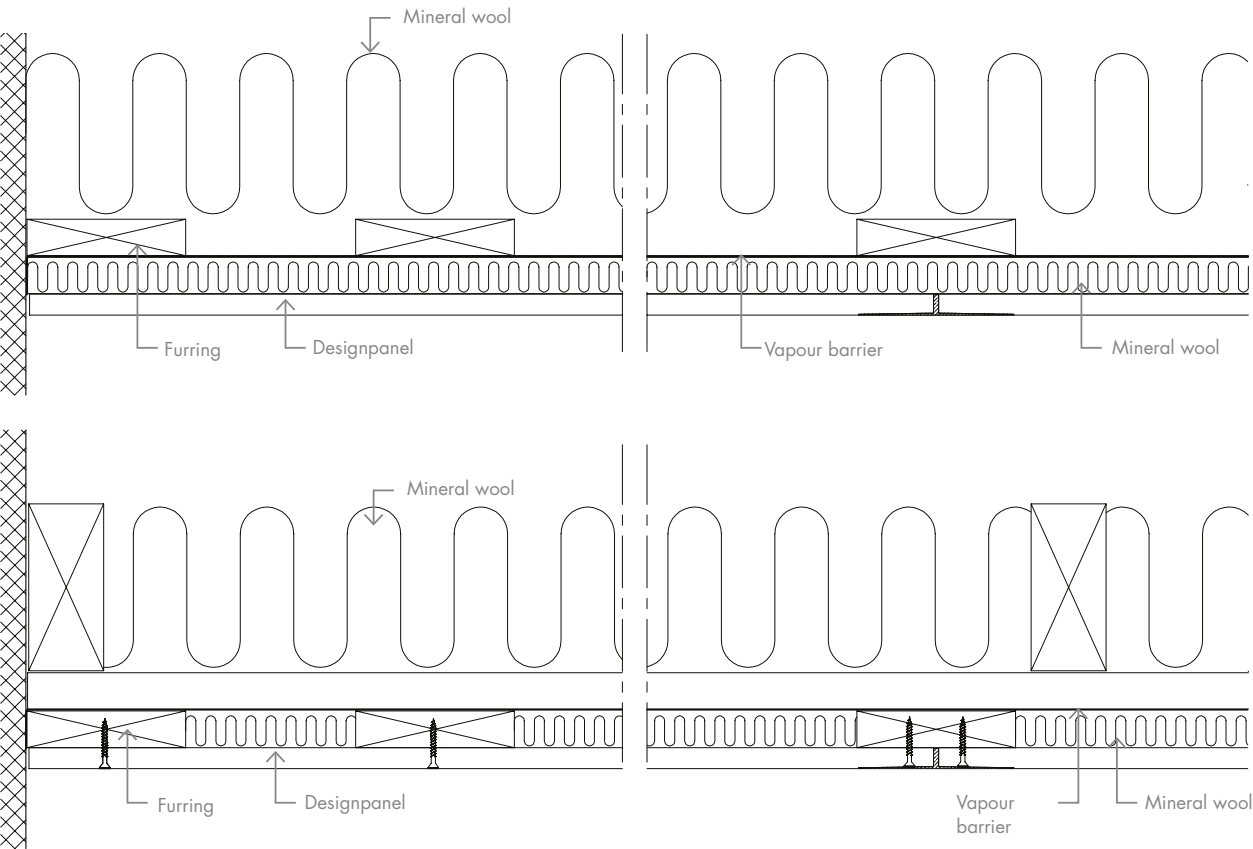 Mineral wool
Furring
Designpanel
Vapour barrier
Mineral wool
Mineral wool
Furring
Designpanel
Vapour
barrier
Mineral wool